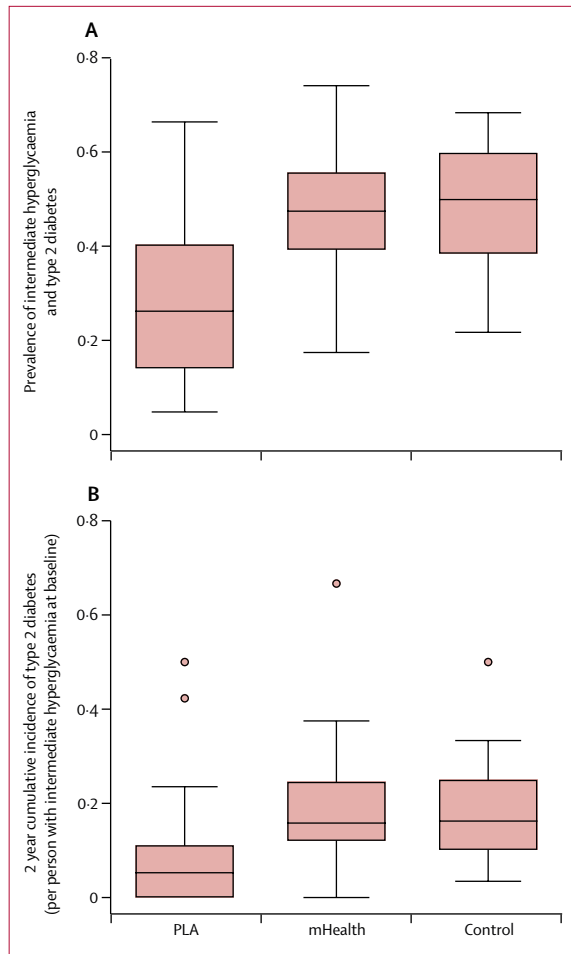 A
Prevalence of intermediate hyperglycaemia
and type 2 diabetes
0·8
0·6
0·4
0·2
0
B
2 year cumulative incidence of type 2 diabetes
(per person with intermediate hyperglycaemia at baseline)
0·8
0·6
0·4
0·2
0
PLA
mHealth
Control